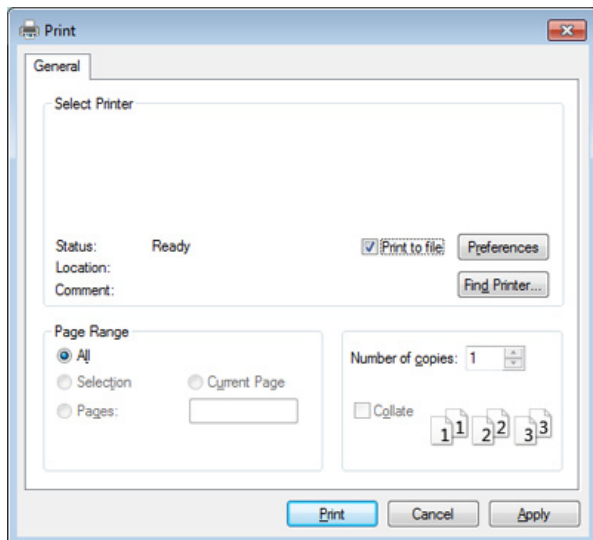 Print
General
Select Printer
Status: Ready
Print to file
Preferences
Location:
Comment:
Find Printer...
Page Range
All
Selection
Current Page
Pages:
Number of copies: 1
Collate
1 1 2 2 3 3
Print
Cancel
Apply